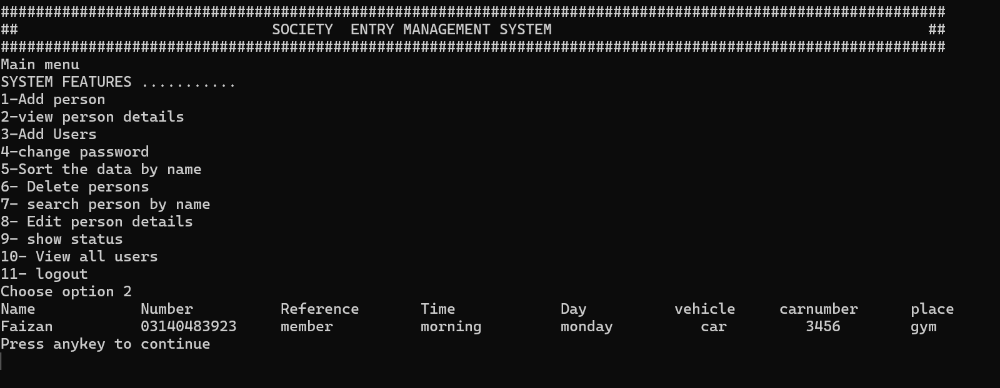 ############################################################################################################
##                             SOCIETY  ENTRY MANAGEMENT SYSTEM                                           ##
############################################################################################################
Main menu
SYSTEM FEATURES ...........
1-Add person
2-view person details
3-Add Users
4-change password
5-Sort the data by name
6- Delete persons
7- search person by name
8- Edit person details
9- show status
10- View all users
11- logout
Choose option 2
Name            Number          Reference       Time            Day          vehicle     carnumber      place
Faizan          03140483923     member          morning         monday          car         3456        gym
Press anykey to continue